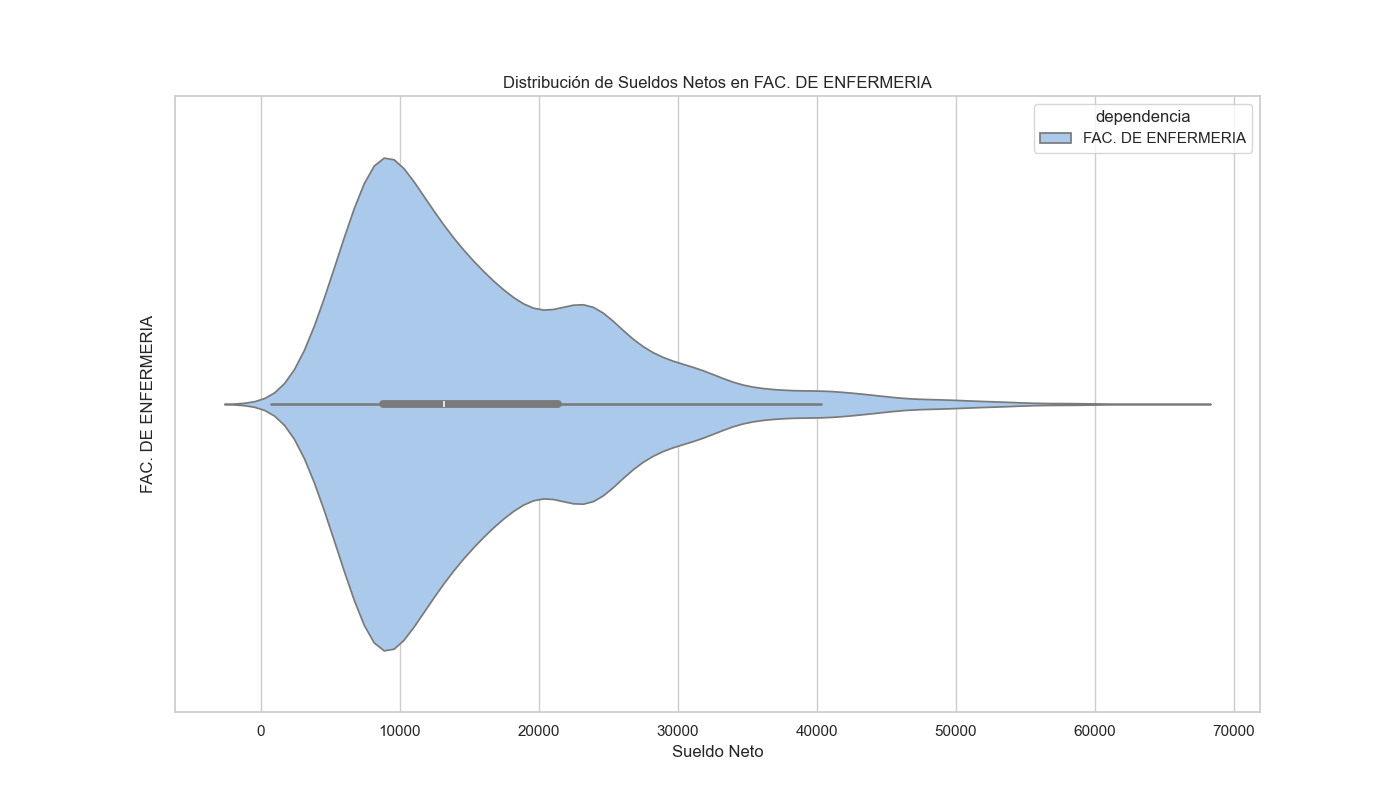 Distribución de Sueldos Netos en FAC. DE ENFERMERIA
dependencia
FAC. DE ENFERMERIA
FAC. DE ENFERMERIA
0 10000 20000 30000 40000 50000 60000 70000
Sueldo Neto